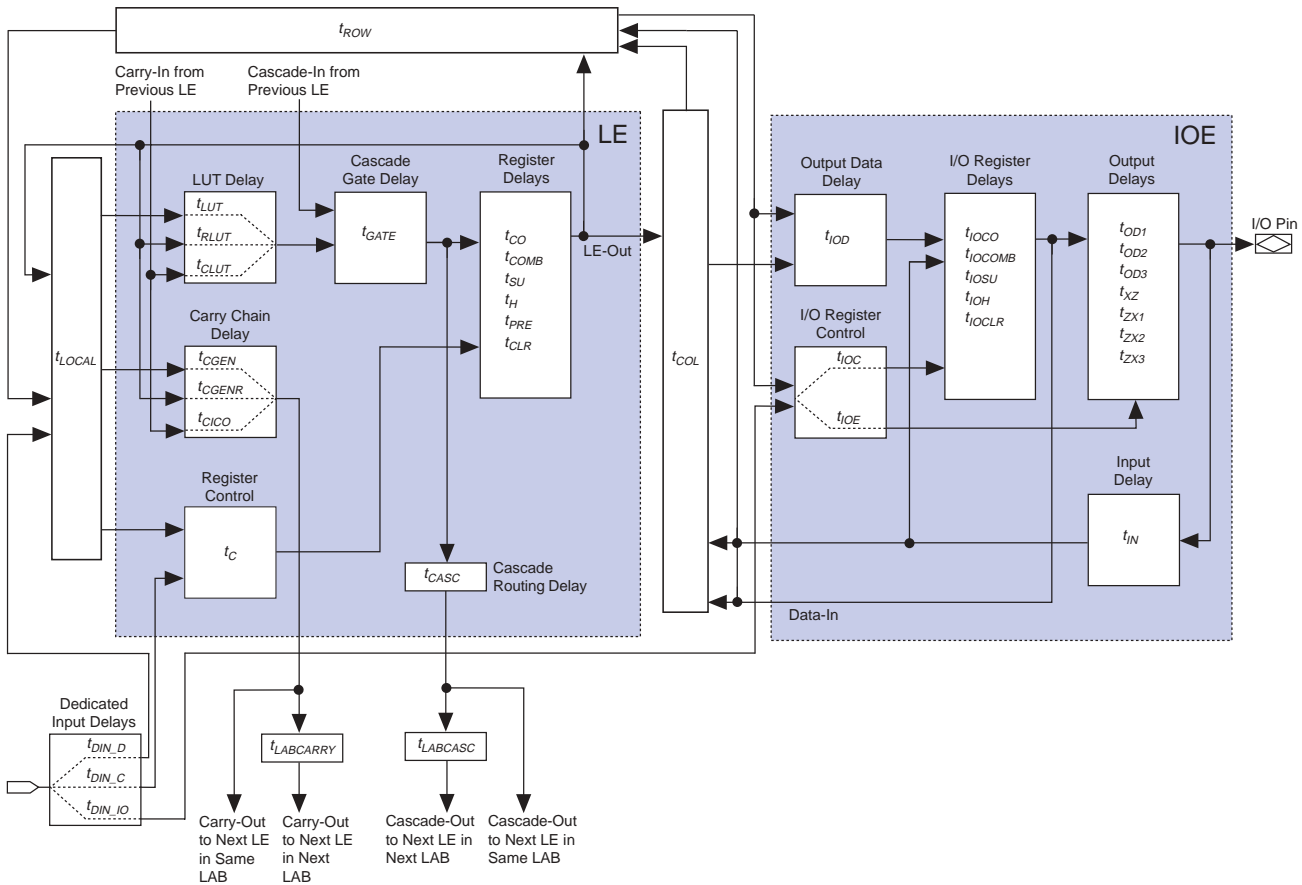 tROW
Carry-In from
Previous LE
Cascade-In from
Previous LE
LE
IOE
LUT Delay
tLUT
tRLUT
tCLUT
Cascade
Gate Delay
tGATE
Register
Delays
tCO
tCOMB
tSU
tH
tPRE
tCLR
LE-Out
Carry Chain
Delay
tCGEN
tCGENR
tCICO
tLOCAL
Register
Control
tC
tCASC
Cascade
Routing Delay
tCOL
Output Data
Delay
tIOD
I/O Register
Delays
tIOCO
tIOCOMB
tIOSU
tIOH
tIOCLR
Output
Delays
tOD1
tOD2
tOD3
tXZ
tZX1
tZX2
tZX3
I/O Pin
I/O Register
Control
tIOC
tIOE
Input
Delay
tIN
Data-In
Dedicated
Input Delays
tDIN_D
tDIN_C
tDIN_IO
tLABCARRY
tLABCASC
Carry-Out
to Next LE
in Same
LAB
Carry-Out
to Next LE
in Next
LAB
Cascade-Out
to Next LE in
Next LAB
Cascade-Out
to Next LE in
Same LAB